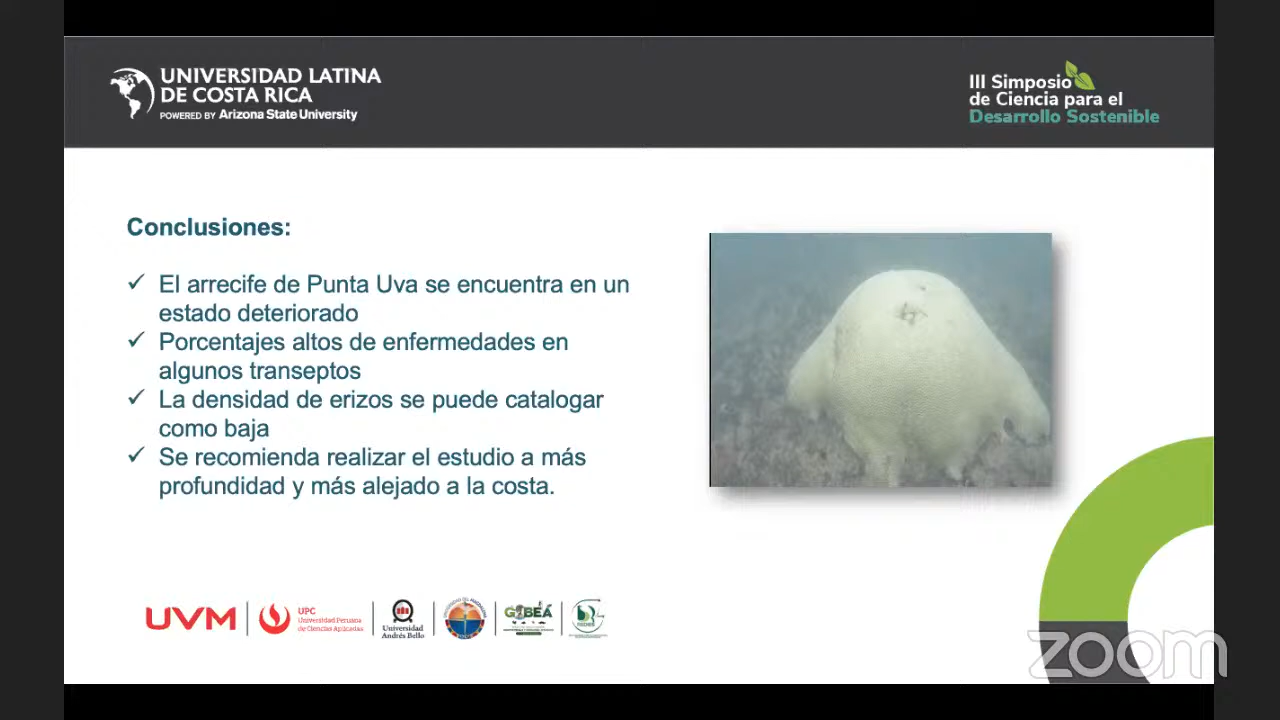 UNIVERSIDAD LATINA
DE COSTA RICA
POWERED BY Arizona State University
III Simposio
de Ciencia para el
Desarrollo Sostenible
Conclusiones:
✓ El arrecife de Punta Uva se encuentra en un
estado deteriorado
✓ Porcentajes altos de enfermedades en
algunos transeptos
✓ La densidad de erizos se puede catalogar
como baja
✓ Se recomienda realizar el estudio a más
profundidad y más alejado a la costa.
UVM
UPC
Universidad Peruana
de Ciencias Aplicadas
Universidad
Andrés Bello
zoom